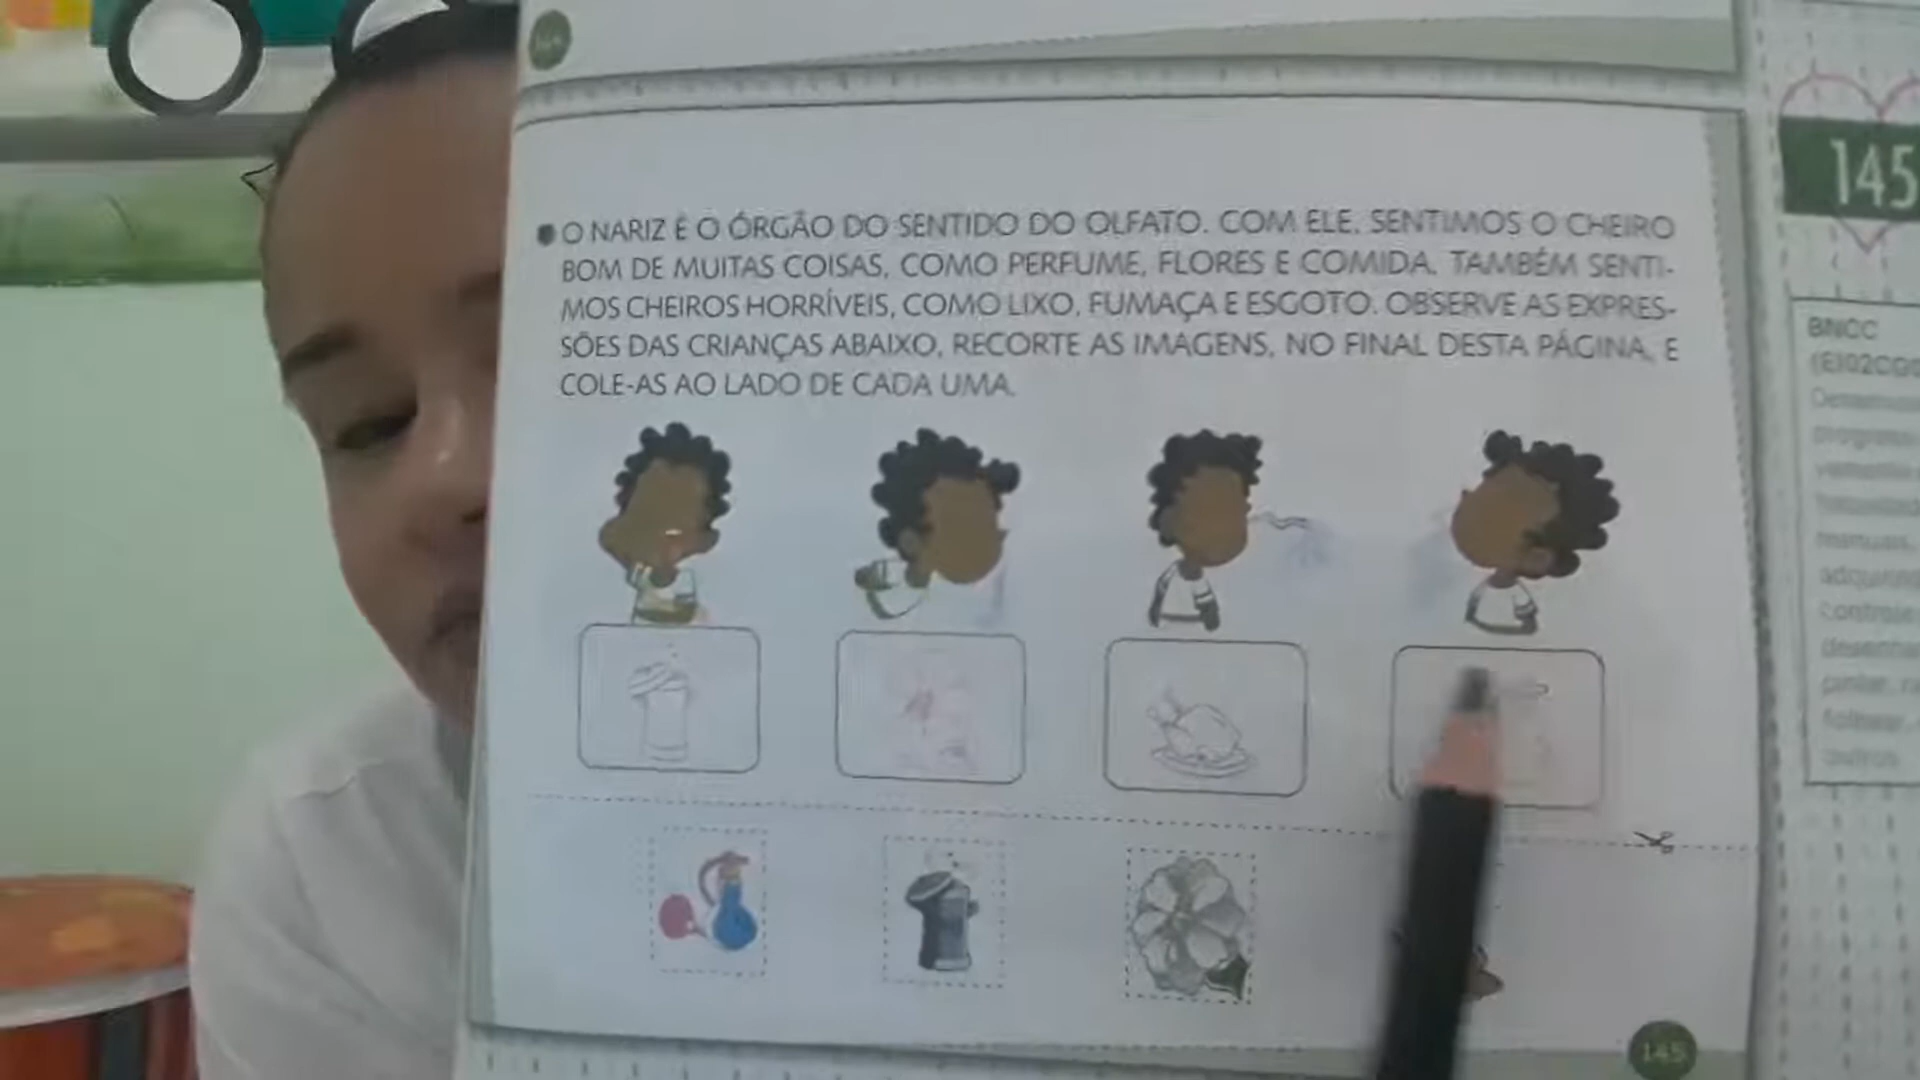 ● O NARIZ É O ÓRGÃO DO SENTIDO DO OLFATO. COM ELE, SENTIMOS O CHEIRO
BOM DE MUITAS COISAS, COMO PERFUME, FLORES E COMIDA. TAMBÉM SENTI-
MOS CHEIROS HORRÍVEIS, COMO LIXO, FUMAÇA E ESGOTO. OBSERVE AS EXPRES-
SÕES DAS CRIANÇAS ABAIXO, RECORTE AS IMAGENS, NO FINAL DESTA PÁGINA, E
COLE-AS AO LADO DE CADA UMA.
145
145
BNCC